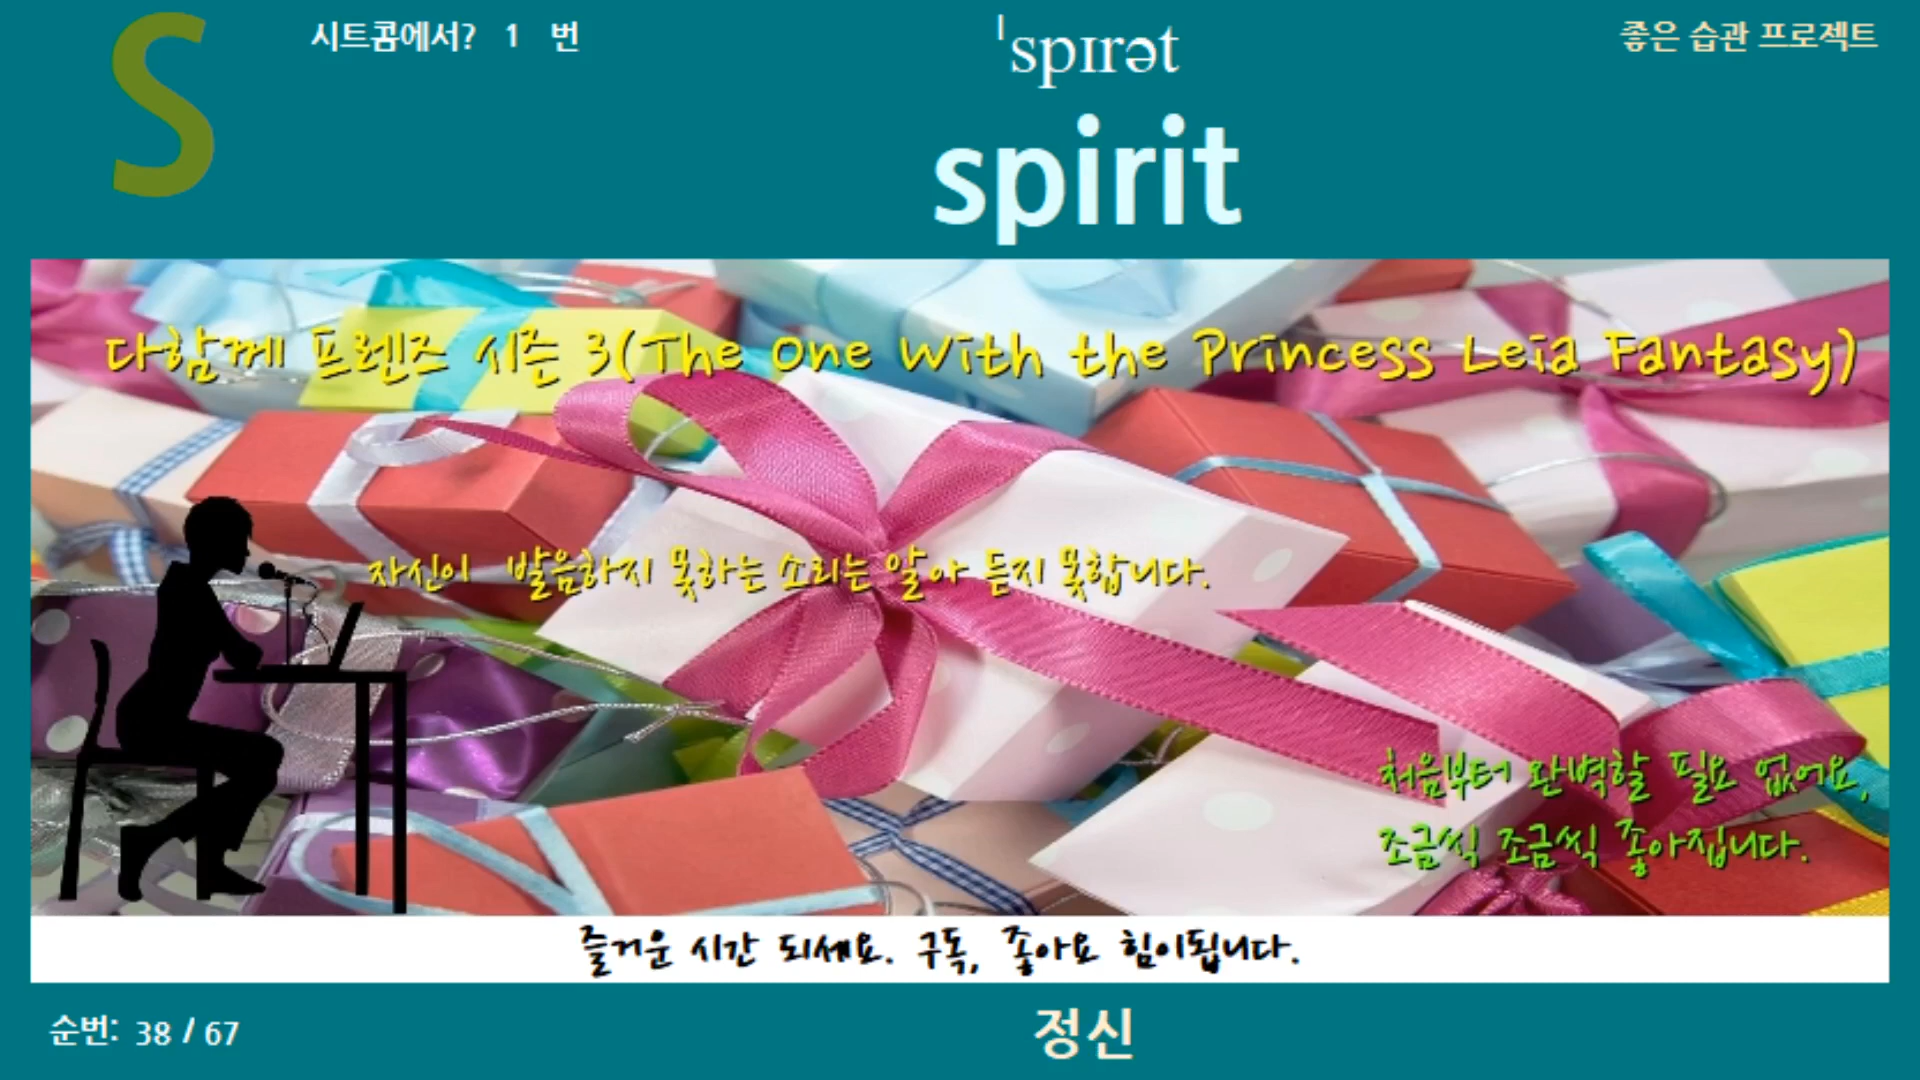 S
시트콤에서? 1 번
ˈspɪrət
좋은 습관 프로젝트
spirit
다함께 프렌즈 시즌 3(The One With the Princess Leia Fantasy)
자신이 발음하지 못하는 소리는 알아 듣지 못합니다.
처음부터 완벽할 필요 없어요,
조금씩 조금씩 좋아집니다.
즐거운 시간 되세요. 구독, 좋아요 힘이됩니다.
순번: 38 / 67
정신